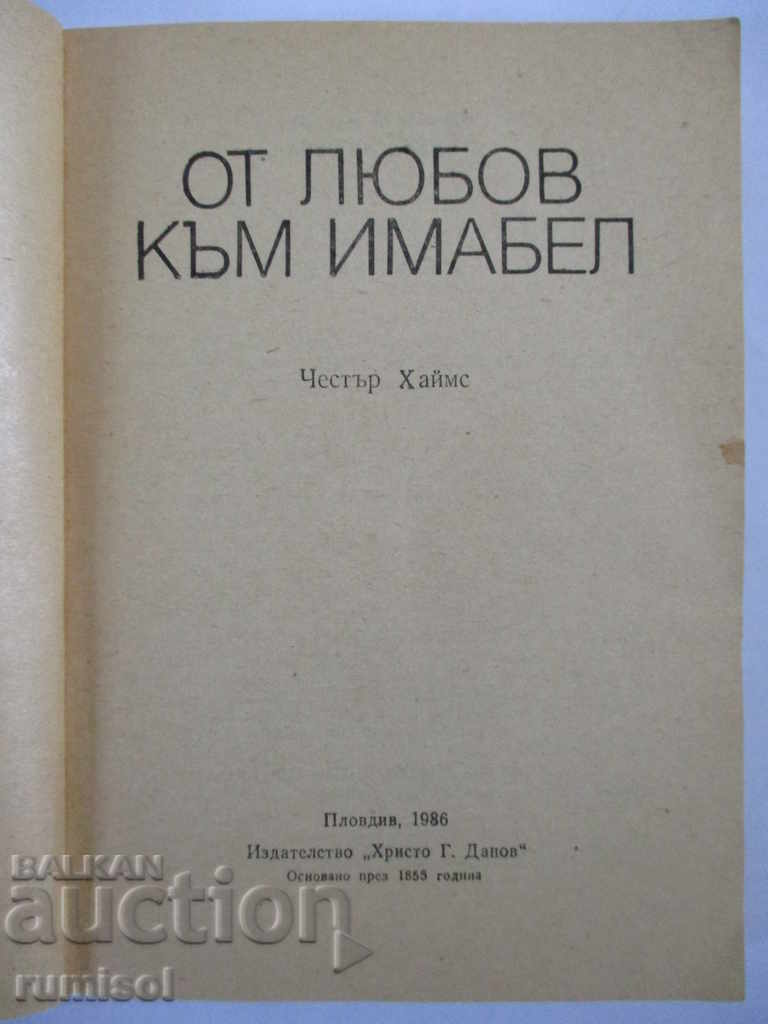 ОТ ЛЮБОВ
КЪМ ИМАБЕЛ
Честър Хаймс
Пловдив, 1986
Издателство „Христо Г. Данов“
Основано през 1855 година
BALKAN
auction
rumisol